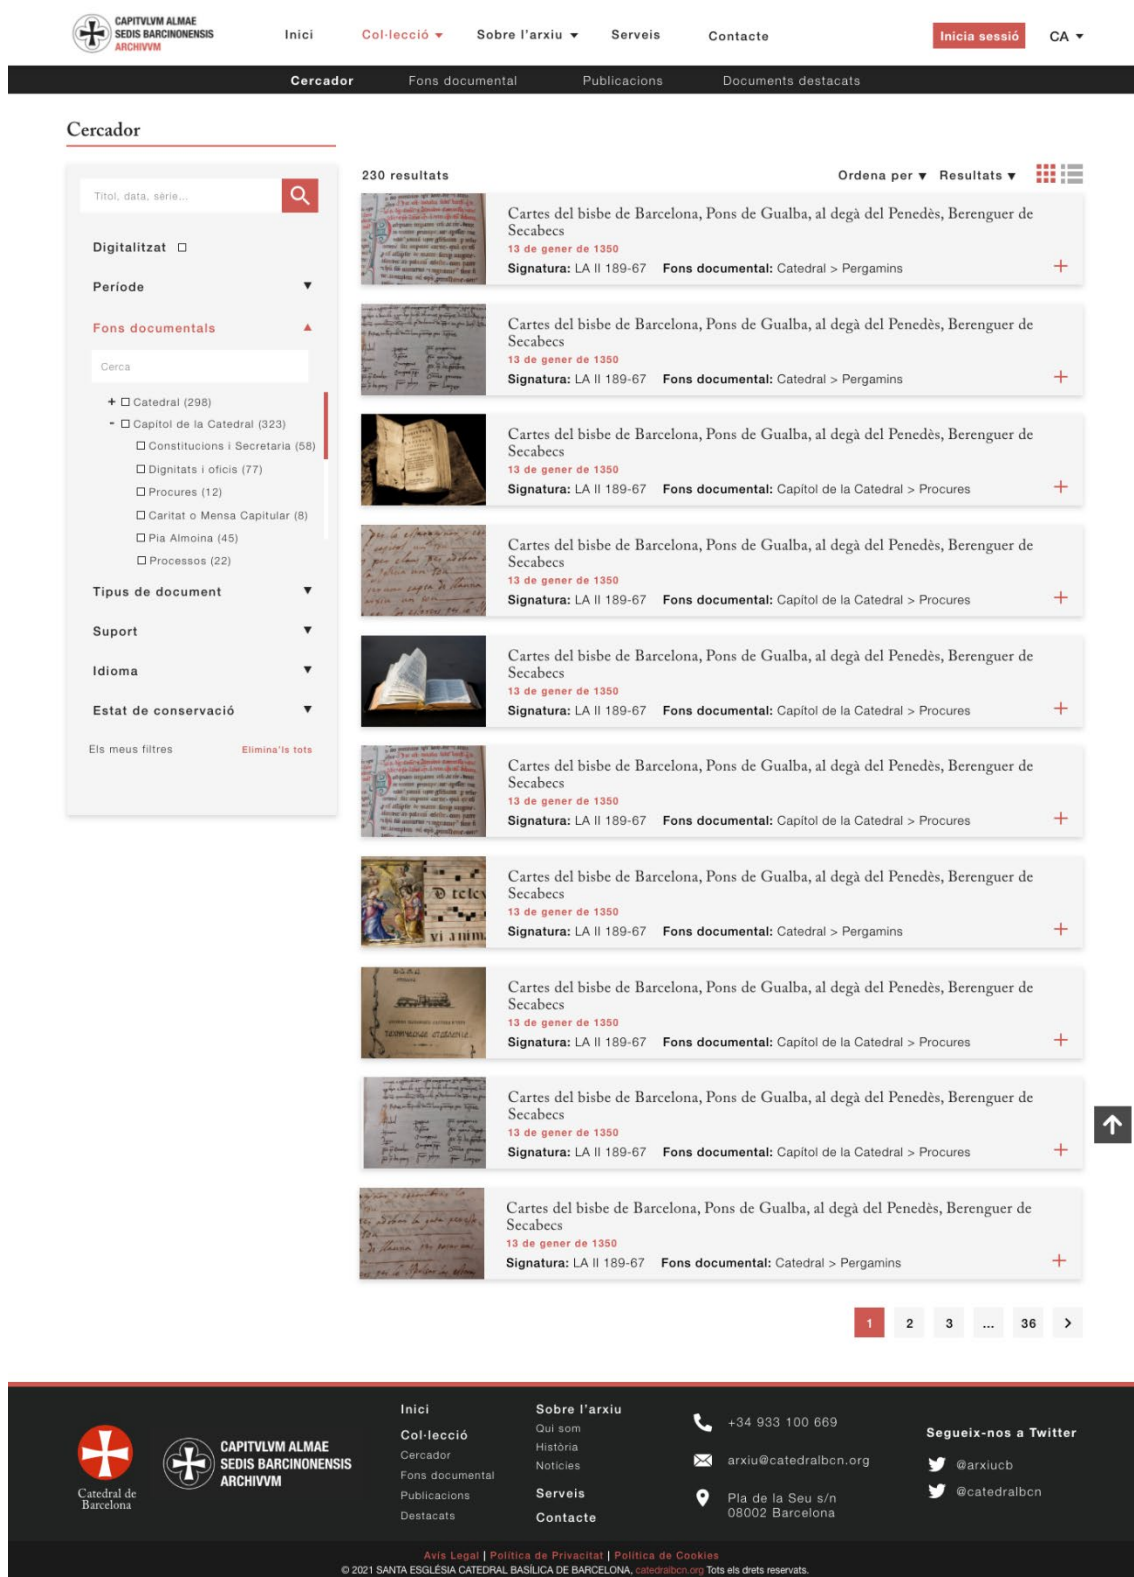 CAPITVLVM ALMAE
SEDIS BARCINONENSIS
ARCHIVVM
Inici Col·lecció ▾ Sobre l'arxiu ▾ Serveis Contacte Inicia sessió CA ▾
Cercador Fons documental Publicacions Documents destacats
Cercador
Títol, data, sèrie...
Digitalitzat
Període
Fons documentals
Cerca
+ Catedral (298)
- Capítol de la Catedral (323)
Constitucions i Secretaria (58)
Dignitats i oficis (77)
Procures (12)
Caritat o Mensa Capitular (8)
Pia Almoina (45)
Processos (22)
Tipus de document
Suport
Idioma
Estat de conservació
Els meus filtres Elimina'ls tots
230 resultats Ordena per ▾ Resultats ▾
Cartes del bisbe de Barcelona, Pons de Gualba, al degà del Penedès, Berenguer de
Secabecs
13 de gener de 1350
Signatura: LA II 189-67 Fons documental: Catedral > Pergamins +
Cartes del bisbe de Barcelona, Pons de Gualba, al degà del Penedès, Berenguer de
Secabecs
13 de gener de 1350
Signatura: LA II 189-67 Fons documental: Catedral > Pergamins +
Cartes del bisbe de Barcelona, Pons de Gualba, al degà del Penedès, Berenguer de
Secabecs
13 de gener de 1350
Signatura: LA II 189-67 Fons documental: Capítol de la Catedral > Procures +
Cartes del bisbe de Barcelona, Pons de Gualba, al degà del Penedès, Berenguer de
Secabecs
13 de gener de 1350
Signatura: LA II 189-67 Fons documental: Capítol de la Catedral > Procures +
Cartes del bisbe de Barcelona, Pons de Gualba, al degà del Penedès, Berenguer de
Secabecs
13 de gener de 1350
Signatura: LA II 189-67 Fons documental: Capítol de la Catedral > Procures +
Cartes del bisbe de Barcelona, Pons de Gualba, al degà del Penedès, Berenguer de
Secabecs
13 de gener de 1350
Signatura: LA II 189-67 Fons documental: Capítol de la Catedral > Procures +
Cartes del bisbe de Barcelona, Pons de Gualba, al degà del Penedès, Berenguer de
Secabecs
13 de gener de 1350
Signatura: LA II 189-67 Fons documental: Catedral > Pergamins +
Cartes del bisbe de Barcelona, Pons de Gualba, al degà del Penedès, Berenguer de
Secabecs
13 de gener de 1350
Signatura: LA II 189-67 Fons documental: Capítol de la Catedral > Procures +
Cartes del bisbe de Barcelona, Pons de Gualba, al degà del Penedès, Berenguer de
Secabecs
13 de gener de 1350
Signatura: LA II 189-67 Fons documental: Capítol de la Catedral > Procures +
Cartes del bisbe de Barcelona, Pons de Gualba, al degà del Penedès, Berenguer de
Secabecs
13 de gener de 1350
Signatura: LA II 189-67 Fons documental: Catedral > Pergamins +
1 2 3 ... 36 >
Catedral de
Barcelona
CAPITVLVM ALMAE
SEDIS BARCINONENSIS
ARCHIVVM
Inici
Col·lecció
Cercador
Fons documental
Publicacions
Destacats
Sobre l'arxiu
Qui som
Història
Notícies
Serveis
Contacte
+34 933 100 669
arxiu@catedralbcn.org
Pla de la Seu s/n
08002 Barcelona
Segueix-nos a Twitter
@arxiucb
@catedralbcn
Avís Legal | Política de Privacitat | Política de Cookies
© 2021 SANTA ESGLÉSIA CATEDRAL BASÍLICA DE BARCELONA, catedralbcn.org Tots els drets reservats.